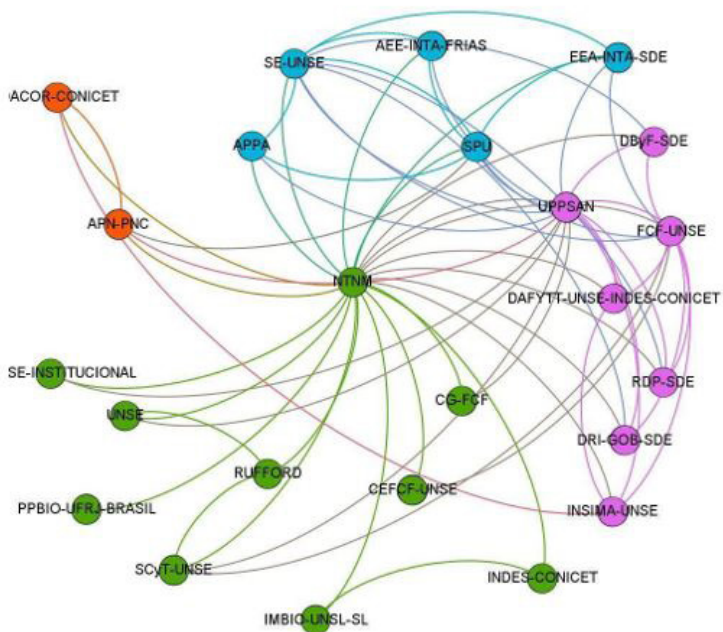 AEE-INTA-FRIAS
SE-UNSE
EEA-INTA-SDE
OACOR-CONICET
APPA
SPU
DByF-SDE
UPPSAN
APN-PNC
FCF-UNSE
NTNM
DAFYTT-UNSE-INDES-CONICET
SE-INSTITUCIONAL
RDP-SDE
CG-FCF
UNSE
DRI-GOB-SDE
RUFFORD
CEFCF-UNSE
PPBIO-UFRJ-BRASIL
INSIMA-UNSE
SCyT-UNSE
INDES-CONICET
IMBIO-UNSL-SL